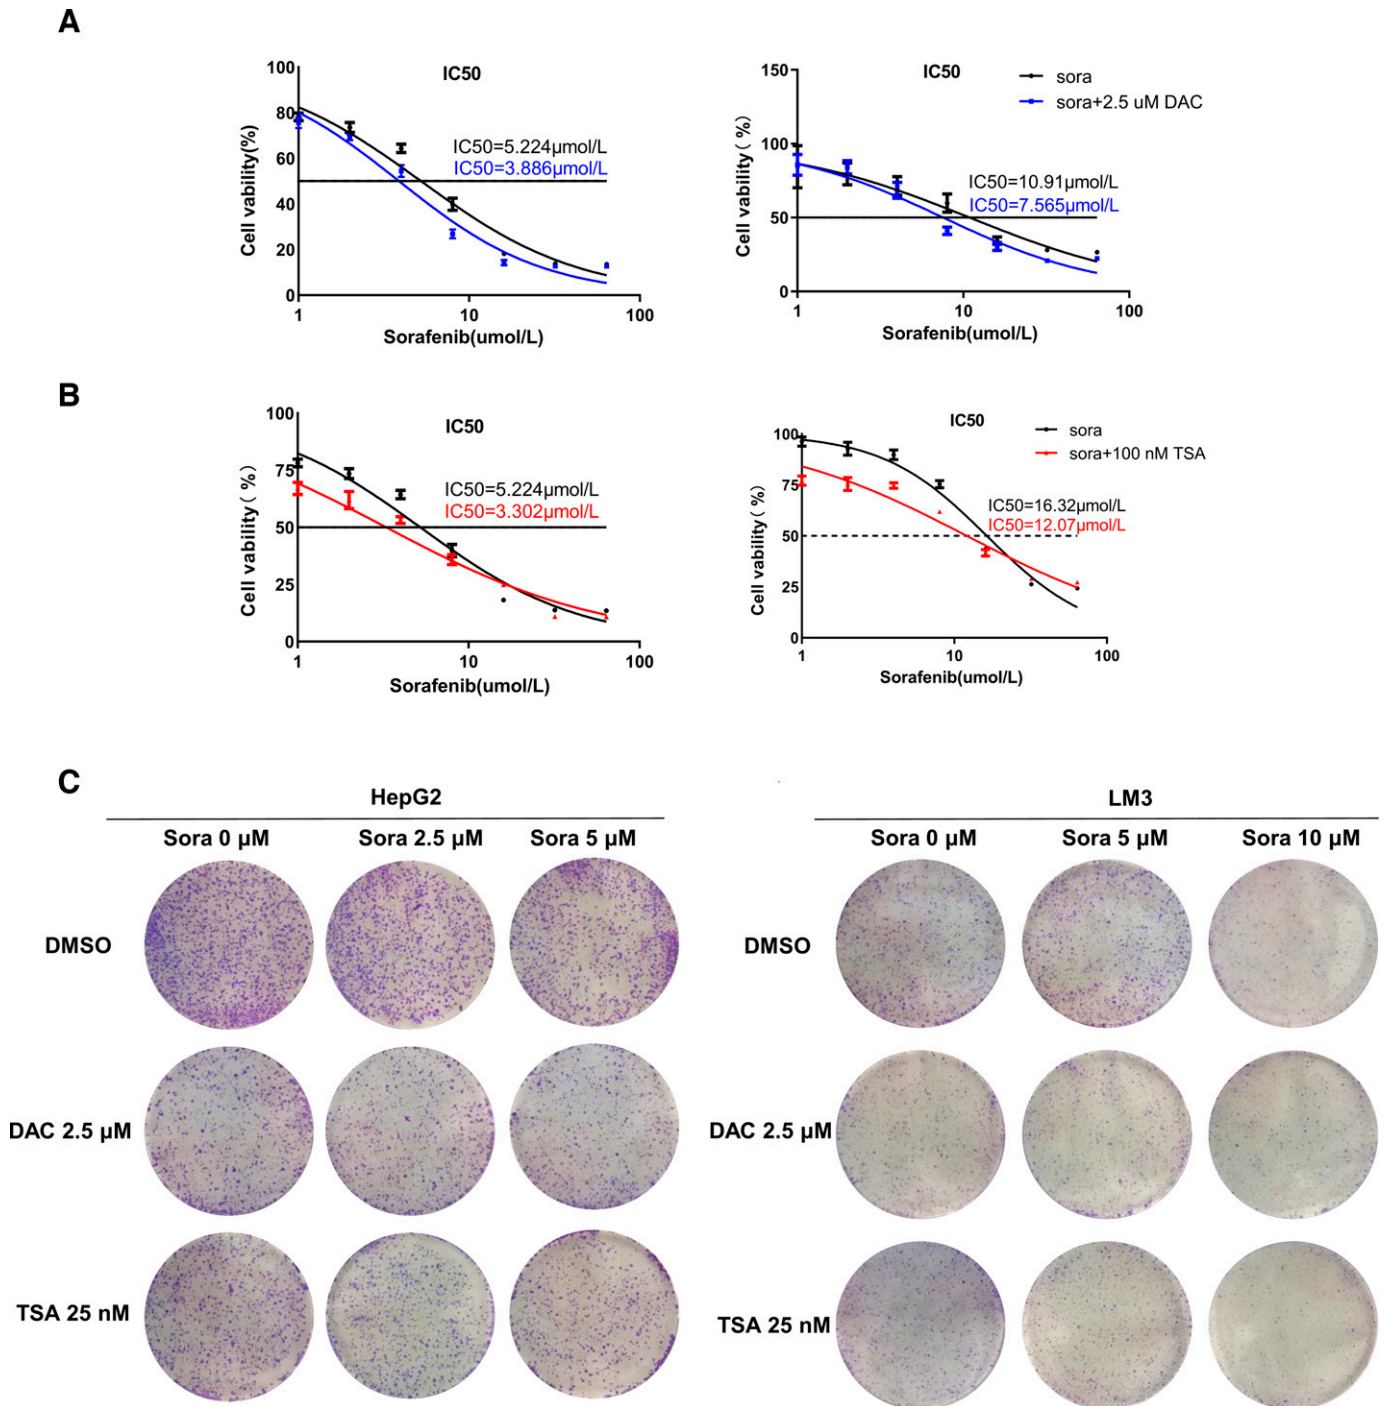 A
IC50
100
80
60
40
20
0
Cell viability(%)
IC50=5.224µmol/L
IC50=3.886µmol/L
1
10
100
Sorafenib(umol/L)
IC50
sora
sora+2.5 uM DAC
150
100
50
0
Cell viability（%）
IC50=10.91µmol/L
IC50=7.565µmol/L
1
10
100
Sorafenib(umol/L)
B
IC50
100
75
50
25
0
Cell vability（%）
IC50=5.224µmol/L
IC50=3.302µmol/L
1
10
100
Sorafenib(umol/L)
IC50
sora
sora+100 nM TSA
100
75
50
25
0
Cell vability（%）
IC50=16.32µmol/L
IC50=12.07µmol/L
1
10
100
Sorafenib(umol/L)
C
HepG2
Sora 0 µM Sora 2.5 µM Sora 5 µM
DMSO
DAC 2.5 µM
TSA 25 nM
LM3
Sora 0 µM Sora 5 µM Sora 10 µM
DMSO
DAC 2.5 µM
TSA 25 nM